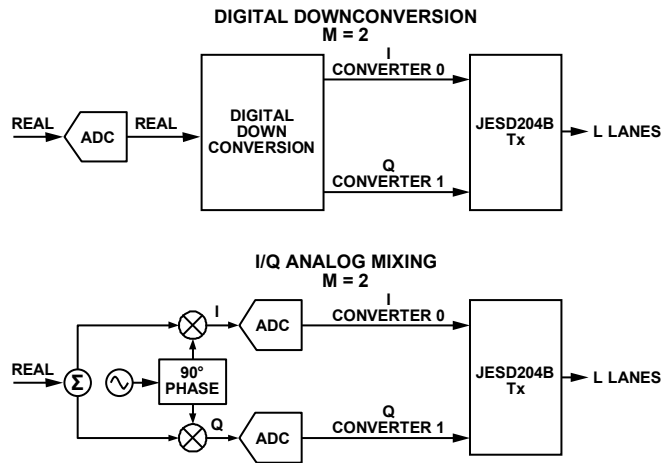 DIGITAL DOWNCONVERSION
M = 2
I
CONVERTER 0
REAL
ADC
REAL
DIGITAL
DOWN
CONVERSION
JESD204B
Tx
L LANES
Q
CONVERTER 1
I/Q ANALOG MIXING
M = 2
I
CONVERTER 0
I
ADC
REAL
Σ
90°
PHASE
JESD204B
Tx
L LANES
Q
ADC
Q
CONVERTER 1